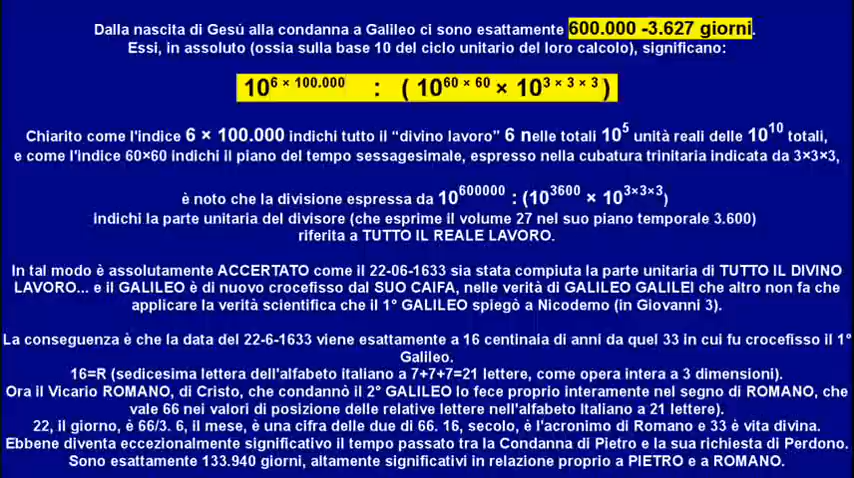 Dalla nascita di Gesù alla condanna a Galileo ci sono esattamente 600.000 -3.627 giorni.
Essi, in assoluto (ossia sulla base 10 del ciclo unitario del loro calcolo), significano:
10^6 × 100.000 : ( 10^60 × 60 × 10^3 × 3 × 3 )
Chiarito come l'indice 6 × 100.000 indichi tutto il “divino lavoro” 6 nelle totali 10^5 unità reali delle 10^10 totali,
e come l'indice 60×60 indichi il piano del tempo sessagesimale, espresso nella cubatura trinitaria indicata da 3×3×3,
è noto che la divisione espressa da 10^600000 : (10^3600 × 10^3×3×3)
indichi la parte unitaria del divisore (che esprime il volume 27 nel suo piano temporale 3.600)
riferita a TUTTO IL REALE LAVORO.
In tal modo è assolutamente ACCERTATO come il 22-06-1633 sia stata compiuta la parte unitaria di TUTTO IL DIVINO
LAVORO... e il GALILEO è di nuovo crocefisso dal SUO CAIFA, nelle verità di GALILEO GALILEI che altro non fa che
applicare la verità scientifica che il 1° GALILEO spiegò a Nicodemo (in Giovanni 3).
La conseguenza è che la data del 22-6-1633 viene esattamente a 16 centinaia di anni da quel 33 in cui fu crocefisso il 1°
Galileo.
16=R (sedicesima lettera dell'alfabeto italiano a 7+7+7=21 lettere, come opera intera a 3 dimensioni).
Ora il Vicario ROMANO, di Cristo, che condannò il 2° GALILEO lo fece proprio interamente nel segno di ROMANO, che
vale 66 nei valori di posizione delle relative lettere nell'alfabeto Italiano a 21 lettere).
22, il giorno, è 66/3. 6, il mese, è una cifra delle due di 66. 16, secolo, è l'acronimo di Romano e 33 è vita divina.
Ebbene diventa eccezionalmente significativo il tempo passato tra la Condanna di Pietro e la sua richiesta di Perdono.
Sono esattamente 133.940 giorni, altamente significativi in relazione proprio a PIETRO e a ROMANO.